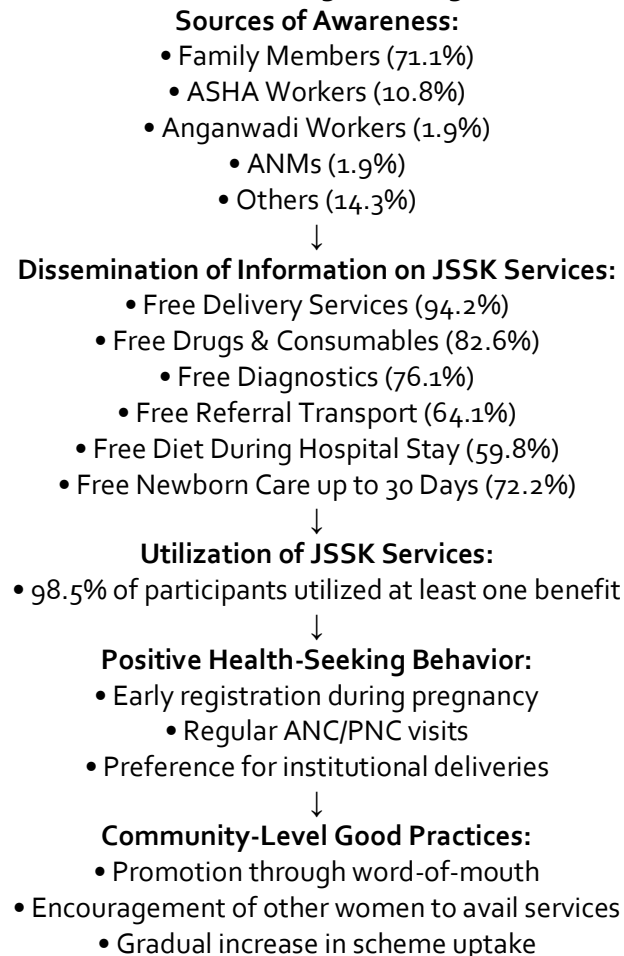 Sources of Awareness:
• Family Members (71.1%)
• ASHA Workers (10.8%)
• Anganwadi Workers (1.9%)
• ANMs (1.9%)
• Others (14.3%)
↓
Dissemination of Information on JSSK Services:
• Free Delivery Services (94.2%)
• Free Drugs & Consumables (82.6%)
• Free Diagnostics (76.1%)
• Free Referral Transport (64.1%)
• Free Diet During Hospital Stay (59.8%)
• Free Newborn Care up to 30 Days (72.2%)
↓
Utilization of JSSK Services:
• 98.5% of participants utilized at least one benefit
↓
Positive Health-Seeking Behavior:
• Early registration during pregnancy
• Regular ANC/PNC visits
• Preference for institutional deliveries
↓
Community-Level Good Practices:
• Promotion through word-of-mouth
• Encouragement of other women to avail services
• Gradual increase in scheme uptake